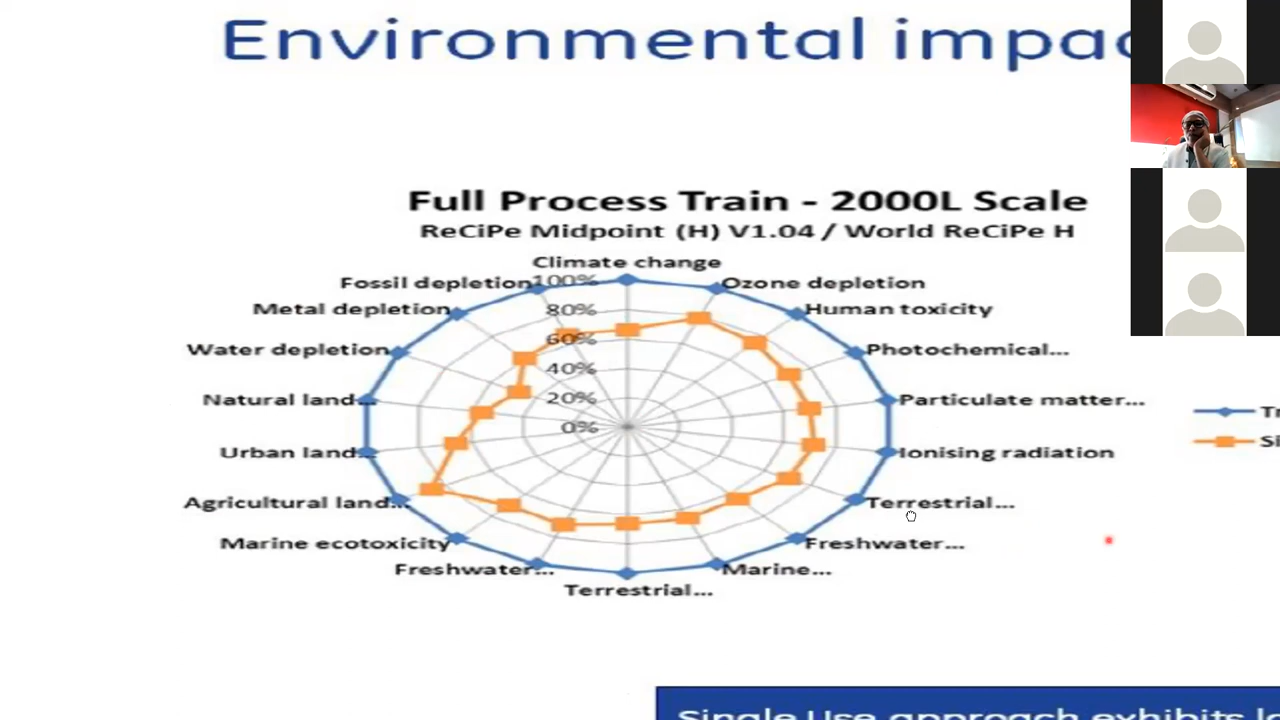 Environmental impac
Full Process Train - 2000L Scale
ReCiPe Midpoint (H) V1.04 / World ReCiPe H
Climate change
Fossil depletion
100%
Ozone depletion
Metal depletion
80%
Human toxicity
Water depletion
60%
Photochemical...
40%
Natural land...
20%
Particulate matter...
0%
Tr
Si
Urban land...
Ionising radiation
Agricultural land...
Terrestrial...
Marine ecotoxicity
Freshwater...
Freshwater...
Marine...
Terrestrial...
Single Use approach exhibits l